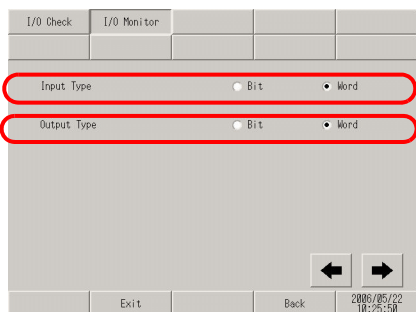 I/O Check I/O Monitor
Input Type Bit Word
Output Type Bit Word
Exit Back 2006/05/22
10:25:50